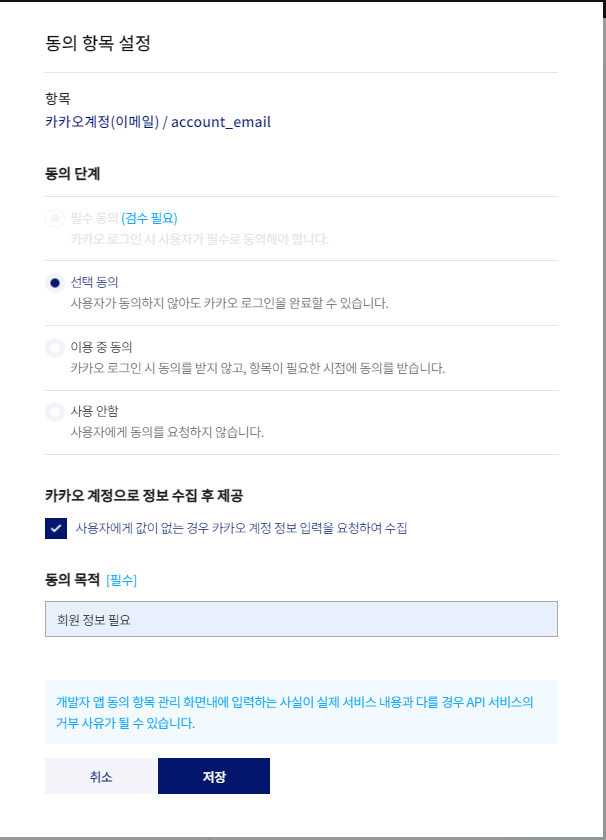 동의 항목 설정
항목
카카오계정(이메일) / account_email
동의 단계
필수 동의 (검수 필요)
카카오 로그인 시 사용자가 필수로 동의해야 합니다.
선택 동의
사용자가 동의하지 않아도 카카오 로그인을 완료할 수 있습니다.
이용 중 동의
카카오 로그인 시 동의를 받지 않고, 항목이 필요한 시점에 동의를 받습니다.
사용 안함
사용자에게 동의를 요청하지 않습니다.
카카오 계정으로 정보 수집 후 제공
사용자에게 값이 없는 경우 카카오 계정 정보 입력을 요청하여 수집
동의 목적 [필수]
회원 정보 필요
개발자 앱 동의 항목 관리 화면내에 입력하는 사실이 실제 서비스 내용과 다를 경우 API 서비스의
거부 사유가 될 수 있습니다.
취소 저장